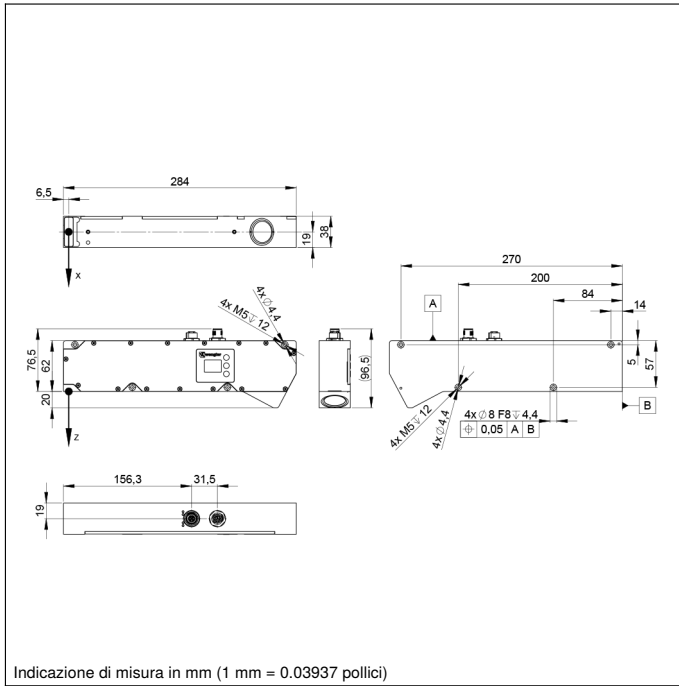 284
6,5
19
38
x
270
200
84
14
A
5
57
B
4x M5↧12
4x∅4,4
4x ∅8 F8↧4,4
⌖ 0,05 A B
4x∅4,4
4x M5↧12
wenglor
76,5
62
20
(96,5)
z
156,3
31,5
19
Indicazione di misura in mm (1 mm = 0.03937 pollici)